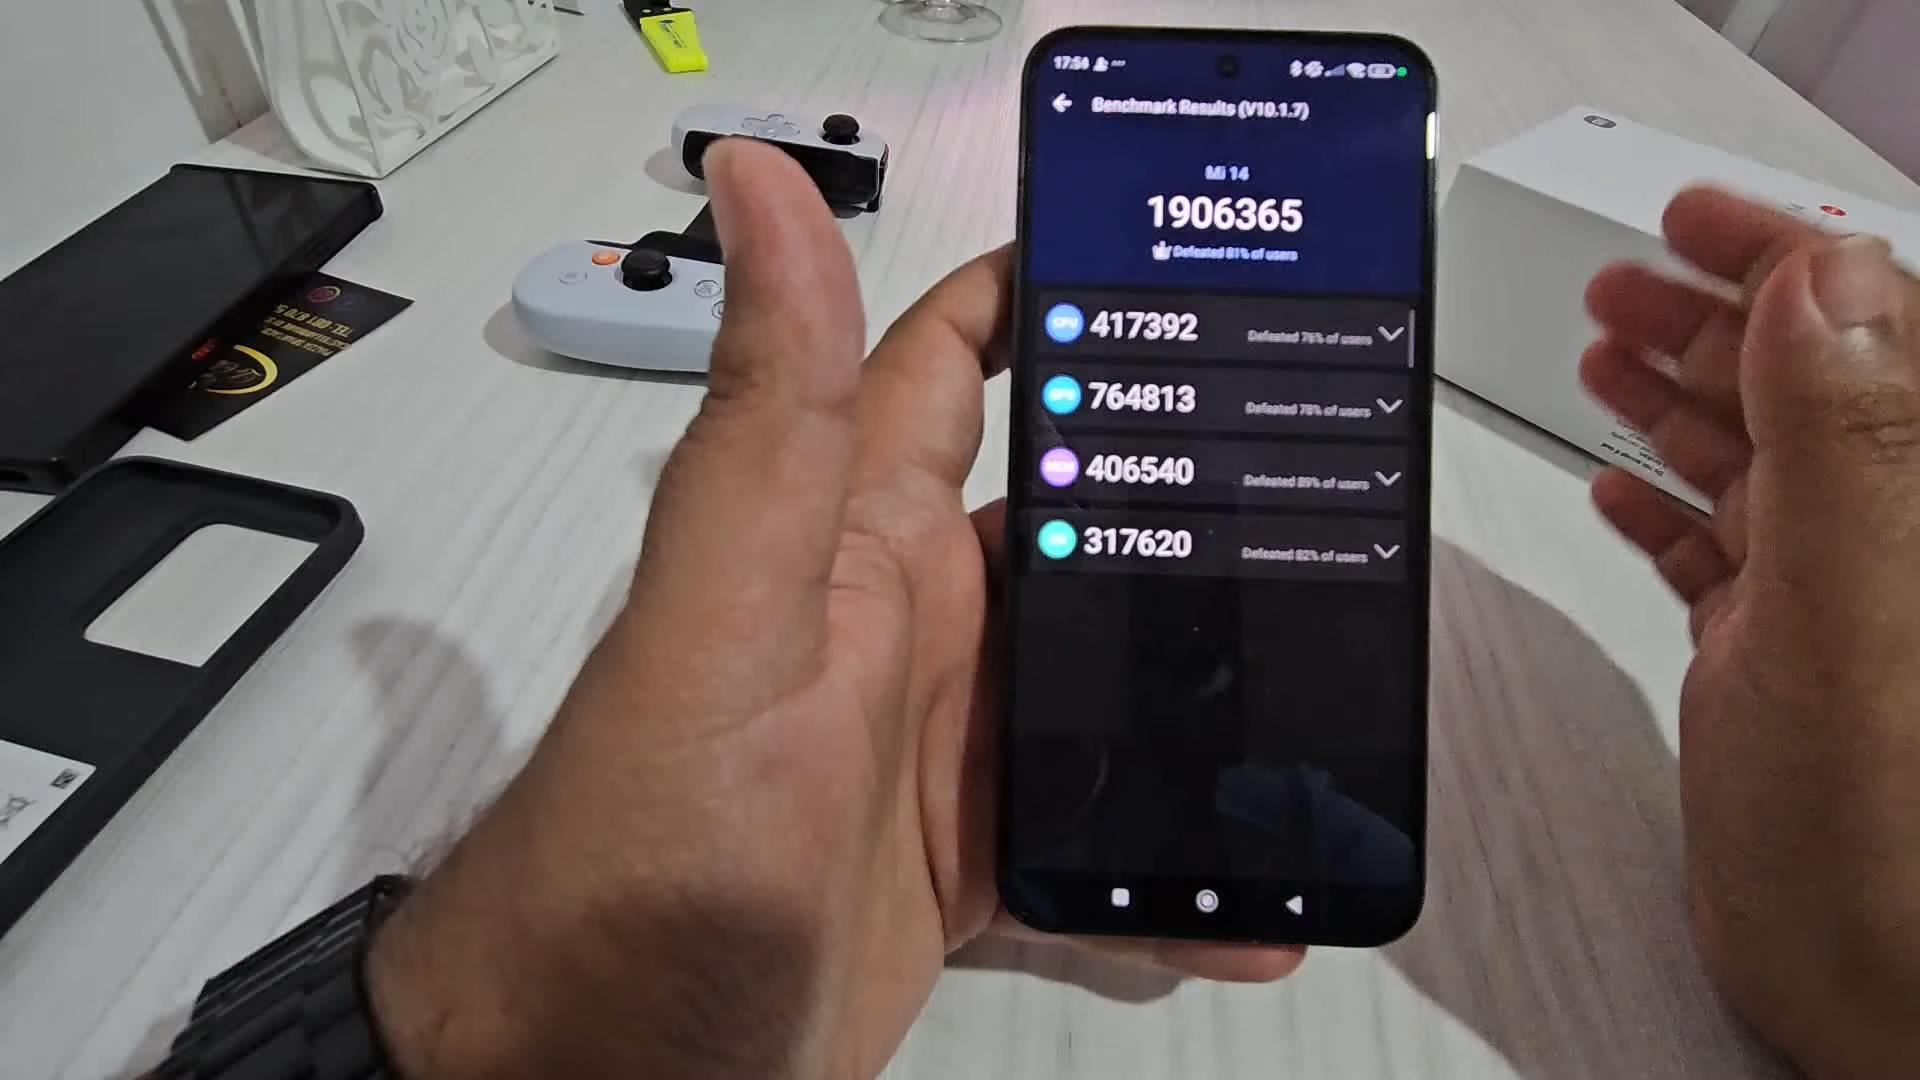 17:54
Benchmark Results (V10.1.7)
Mi 14
1906365
Defeated 81% of users
CPU 417392 Defeated 76% of users
GPU 764813 Defeated 78% of users
MEM 406540 Defeated 89% of users
UX 317620 Defeated 82% of users